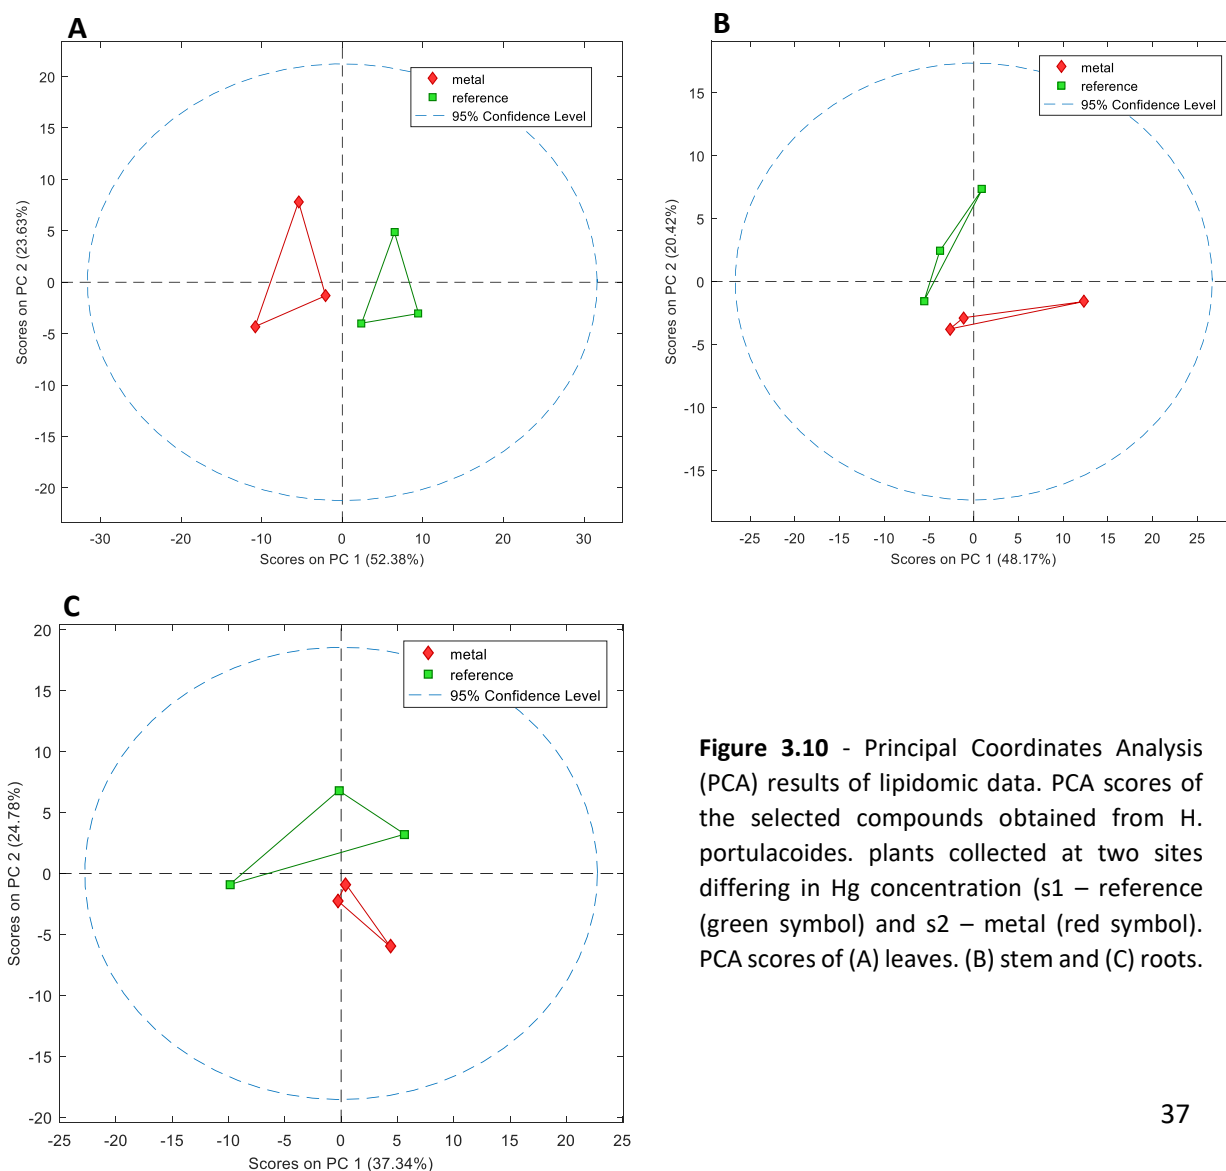 A
metal
reference
95% Confidence Level
20
15
10
5
0
-5
-10
-15
-20
-30
-20
-10
0
10
20
30
Scores on PC 1 (52.38%)
Scores on PC 2 (23.63%)
B
metal
reference
95% Confidence Level
15
10
5
0
-5
-10
-15
-25
-20
-15
-10
-5
0
5
10
15
20
25
Scores on PC 1 (48.17%)
Scores on PC 2 (20.42%)
C
metal
reference
95% Confidence Level
20
15
10
5
0
-5
-10
-15
-20
-25
-20
-15
-10
-5
0
5
10
15
20
25
Scores on PC 1 (37.34%)
Scores on PC 2 (24.78%)
Figure 3.10 - Principal Coordinates Analysis
(PCA) results of lipidomic data. PCA scores of
the selected compounds obtained from H.
portulacoides. plants collected at two sites
differing in Hg concentration (s1 – reference
(green symbol) and s2 – metal (red symbol).
PCA scores of (A) leaves. (B) stem and (C) roots.
37